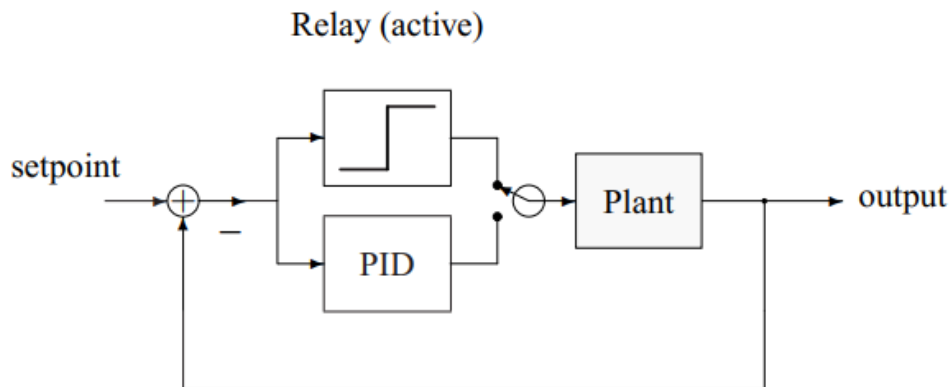 Relay (active)
setpoint
+
−
PID
Plant
output